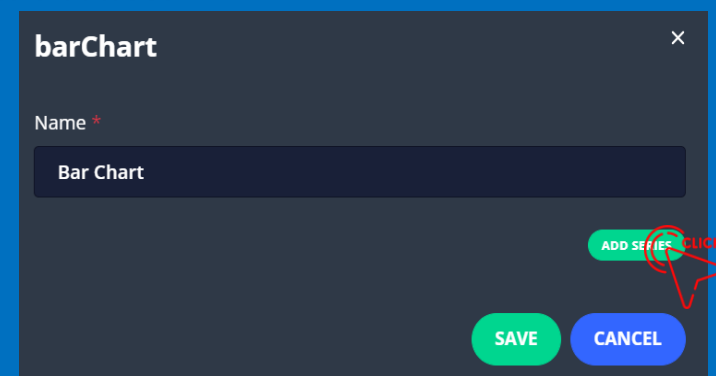 barChart
Name *
Bar Chart
ADD SERIES
SAVE
CANCEL